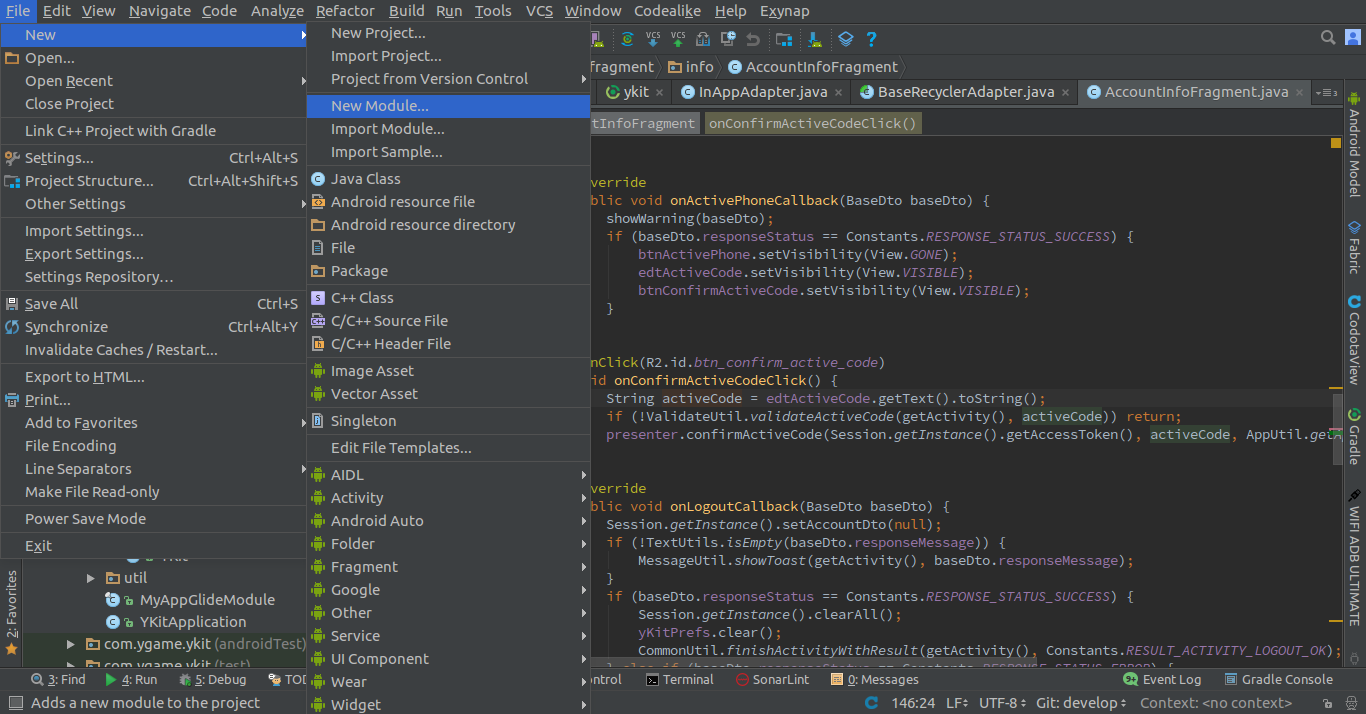 File Edit View Navigate Code Analyze Refactor Build Run Tools VCS Window Codealike Help Exynap
New
Open...
Open Recent
Close Project
Link C++ Project with Gradle
Settings... Ctrl+Alt+S
Project Structure... Ctrl+Alt+Shift+S
Other Settings
Import Settings...
Export Settings...
Settings Repository...
Save All Ctrl+S
Synchronize Ctrl+Alt+Y
Invalidate Caches / Restart...
Export to HTML...
Print...
Add to Favorites
File Encoding
Line Separators
Make File Read-only
Power Save Mode
Exit
New Project...
Import Project...
Project from Version Control
New Module...
Import Module...
Import Sample...
Java Class
Android resource file
Android resource directory
File
Package
C++ Class
C/C++ Source File
C/C++ Header File
Image Asset
Vector Asset
Singleton
Edit File Templates...
AIDL
Activity
Android Auto
Folder
Fragment
Google
Other
Service
UI Component
Wear
Widget
VCS VCS
fragment info AccountInfoFragment
ykit InAppAdapter.java BaseRecyclerAdapter.java AccountInfoFragment.java
tInfoFragment onConfirmActiveCodeClick()
verride
blic void onActivePhoneCallback(BaseDto baseDto) {
showWarning(baseDto);
if (baseDto.responseStatus == Constants.RESPONSE_STATUS_SUCCESS) {
btnActivePhone.setVisibility(View.GONE);
edtActiveCode.setVisibility(View.VISIBLE);
btnConfirmActiveCode.setVisibility(View.VISIBLE);
}
nClick(R2.id.btn_confirm_active_code)
id onConfirmActiveCodeClick() {
String activeCode = edtActiveCode.getText().toString();
if (!ValidateUtil.validateActiveCode(getActivity(), activeCode)) return;
presenter.confirmActiveCode(Session.getInstance().getAccessToken(), activeCode, AppUtil.get
verride
blic void onLogoutCallback(BaseDto baseDto) {
Session.getInstance().setAccountDto(null);
if (!TextUtils.isEmpty(baseDto.responseMessage)) {
MessageUtil.showToast(getActivity(), baseDto.responseMessage);
}
if (baseDto.responseStatus == Constants.RESPONSE_STATUS_SUCCESS) {
Session.getInstance().clearAll();
yKitPrefs.clear();
CommonUtil.finishActivityWithResult(getActivity(), Constants.RESULT_ACTIVITY_LOGOUT_OK);
} else if (baseDto.responseStatus == Constants.RESPONSE_STATUS_ERROR) {
Android Model
Fabric
CodotaView
Gradle
WIFI ADB ULTIMATE
2: Favorites
YKit
util
MyAppGlideModule
YKitApplication
com.ygame.ykit (androidTest)
com.ygame.ykit (test)
3: Find 4: Run 5: Debug TOD ntrol Terminal SonarLint 0: Messages 9+ Event Log Gradle Console
Adds a new module to the project 146:24 LF UTF-8 Git: develop Context: <no context>